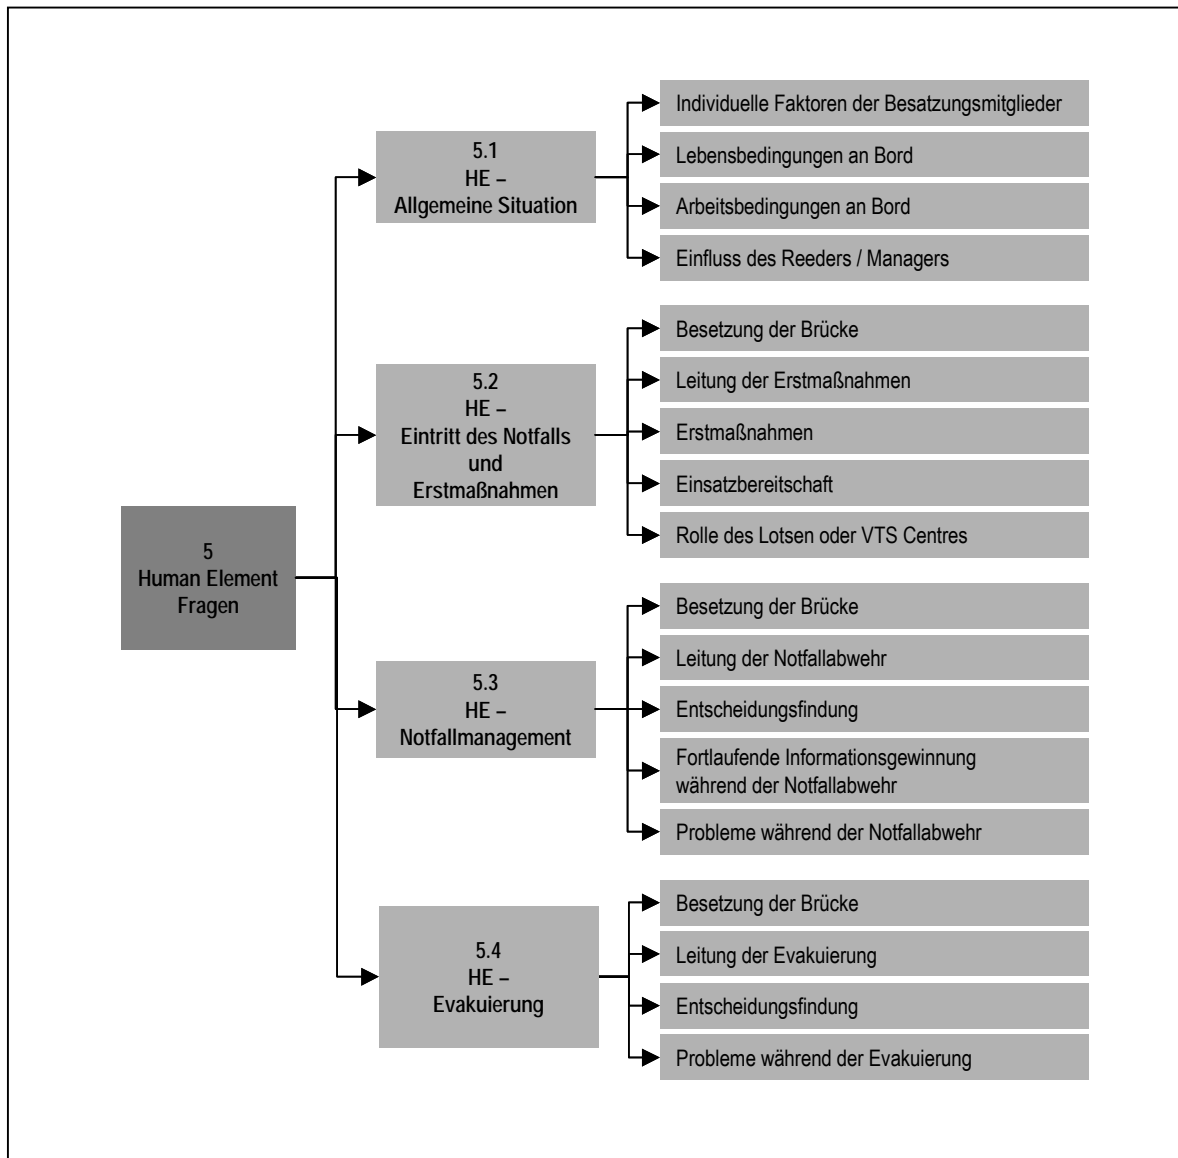 5
Human Element
Fragen
5.1
HE –
Allgemeine Situation
Individuelle Faktoren der Besatzungsmitglieder
Lebensbedingungen an Bord
Arbeitsbedingungen an Bord
Einfluss des Reeders / Managers
5.2
HE –
Eintritt des Notfalls
und
Erstmaßnahmen
Besetzung der Brücke
Leitung der Erstmaßnahmen
Erstmaßnahmen
Einsatzbereitschaft
Rolle des Lotsen oder VTS Centres
5.3
HE –
Notfallmanagement
Besetzung der Brücke
Leitung der Notfallabwehr
Entscheidungsfindung
Fortlaufende Informationsgewinnung
während der Notfallabwehr
Probleme während der Notfallabwehr
5.4
HE –
Evakuierung
Besetzung der Brücke
Leitung der Evakuierung
Entscheidungsfindung
Probleme während der Evakuierung